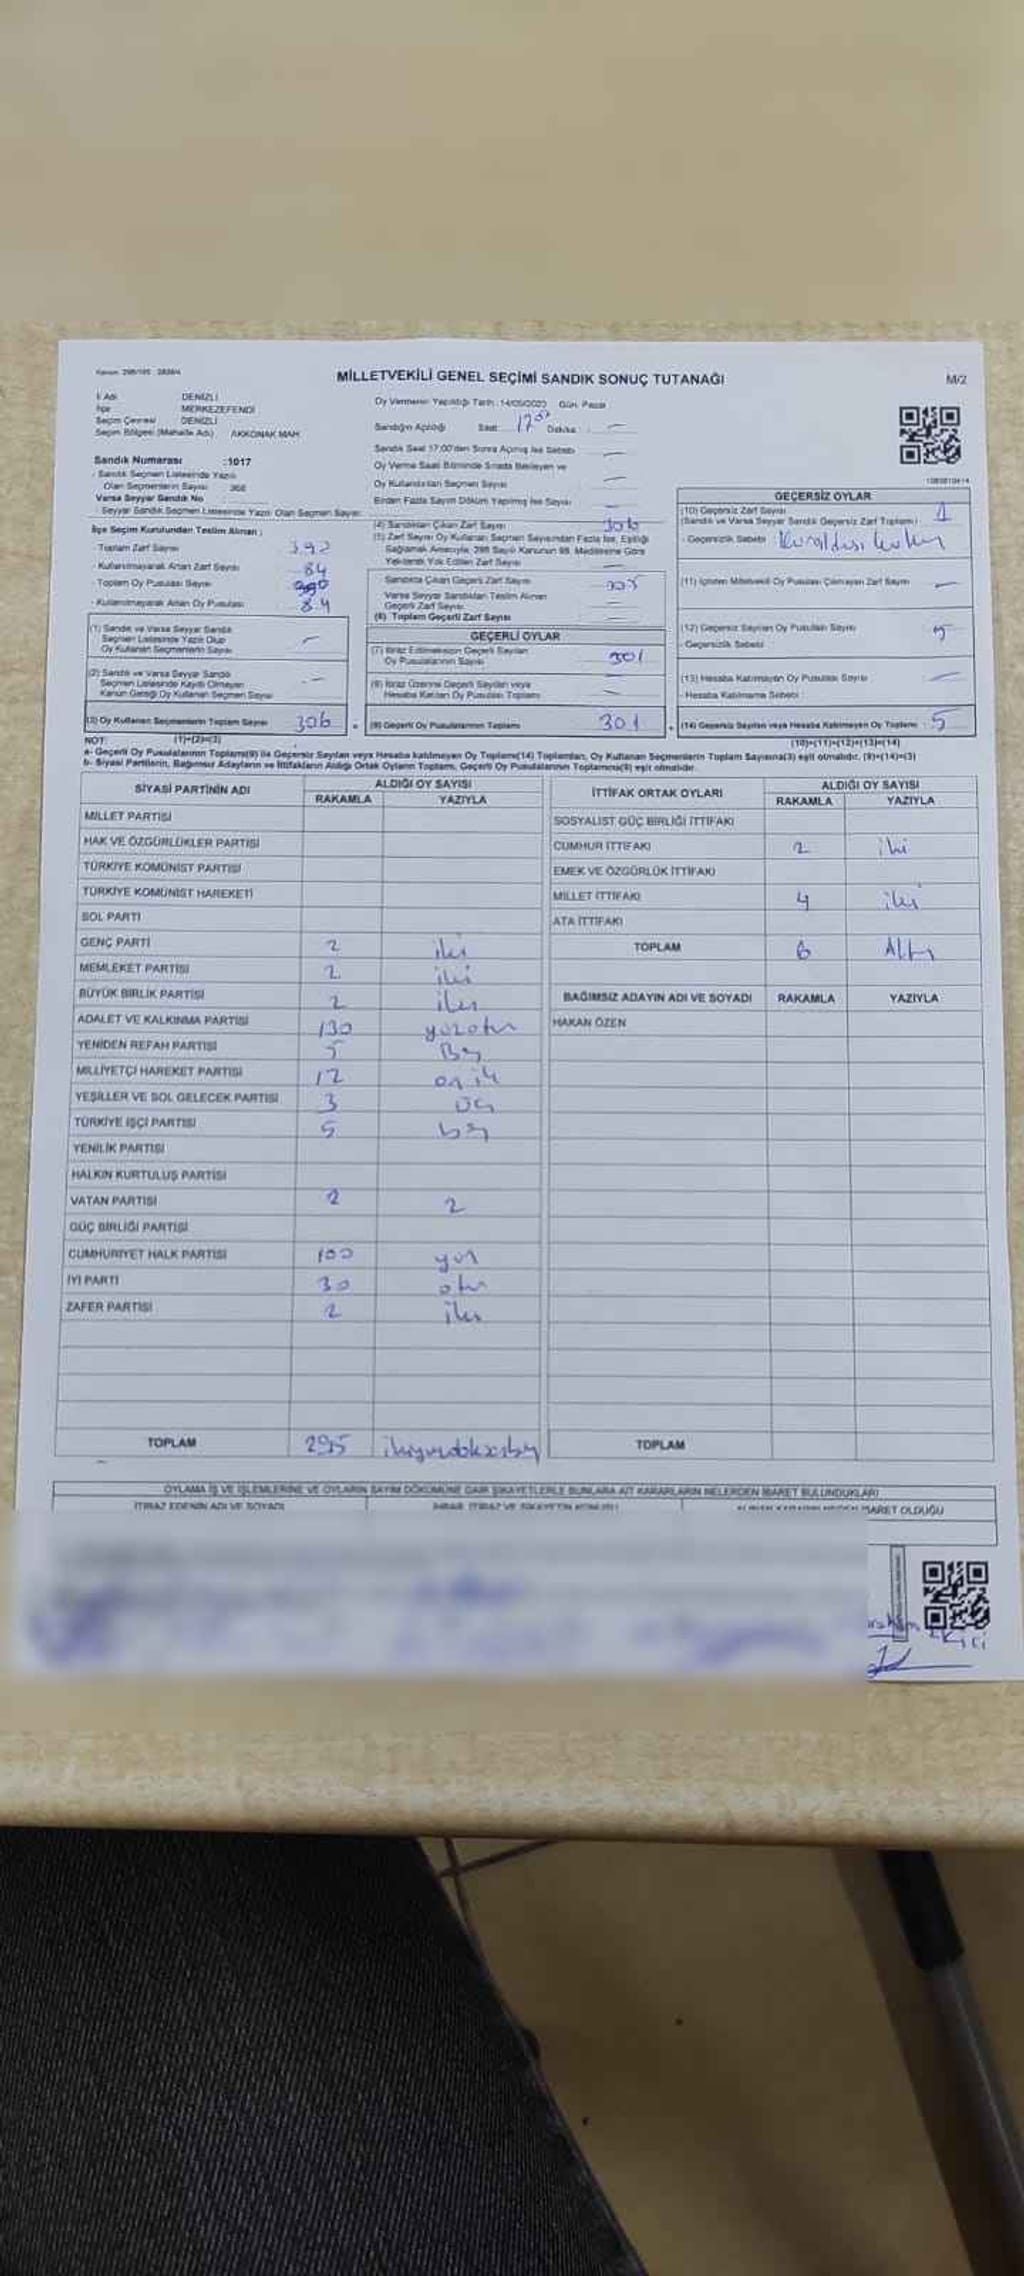 MİLLETVEKİLİ GENEL SEÇİMİ SANDIK SONUÇ TUTANAĞI
M/2
İl Adı DENİZLİ
İlçe MERKEZEFENDİ
Seçim Çevresi DENİZLİ
Seçim Bölgesi (Mahalle Adı) AKKONAK MAH.
Sandık Numarası :1017
- Sandık Seçmen Listesinde Yazılı
Olan Seçmenlerin Sayısı : 368
Varsa Seyyar Sandık No
- Seyyar Sandık Seçmen Listesinde Yazılı Olan Seçmen Sayısı
İlçe Seçim Kurulundan Teslim Alınan :
- Toplam Zarf Sayısı 390
- Kullanılmayarak Artan Zarf Sayısı 84
- Toplam Oy Pusulası Sayısı
- Kullanılmayarak Artan Oy Pusulası 84
(1) Sandık ve Varsa Seyyar Sandık
Seçmen Listesinde Yazılı Olup
Oy Kullanan Seçmenlerin Sayısı –
(2) Sandık ve Varsa Seyyar Sandık
Seçmen Listesinde Kayıtlı Olmayan
Kanun Gereği Oy Kullanan Seçmen Sayısı –
(3) Oy Kullanan Seçmenlerin Toplam Sayısı 306
(1)+(2)=(3)
Oy Vermenin Yapıldığı Tarih : 14/05/2023 Gün: Pazar
Sandığın Açıldığı Saat: Dakika : –
Sandık Saat 17:00'den Sonra Açılmış İse Sebebi –
Oy Verme Saati Bitiminde Sırada Bekleyen ve
Oy Kullandırılan Seçmen Sayısı –
Birden Fazla Sayım Döküm Yapılmış İse Sayısı –
(4) Sandıktan Çıkan Zarf Sayısı 306
(5) Zarf Sayısı Oy Kullanan Seçmen Sayısından Fazla İse, Eşitliği
Sağlamak Amacıyla, 298 Sayılı Kanunun 98. Maddesine Göre
Yakılarak Yok Edilen Zarf Sayısı –
Sandıkta Çıkan Geçerli Zarf Sayısı 305
Varsa Seyyar Sandıktan Teslim Alınan
Geçerli Zarf Sayısı –
(6) Toplam Geçerli Zarf Sayısı –
GEÇERLİ OYLAR
(7) İtiraz Edilmeksizin Geçerli Sayılan
Oy Pusulalarının Sayısı 301
(8) İtiraz Üzerine Geçerli Sayılan veya
Hesaba Katılan Oy Pusulası Toplamı –
(9) Geçerli Oy Pusulalarının Toplamı 301
GEÇERSİZ OYLAR
(10) Geçersiz Zarf Sayısı 1
(Sandık ve Varsa Seyyar Sandık Geçersiz Zarf Toplamı)
- Geçersizlik Sebebi :
(11) İçinden Milletvekili Oy Pusulası Çıkmayan Zarf Sayısı –
(12) Geçersiz Sayılan Oy Pusulası Sayısı 5
- Geçersizlik Sebebi
(13) Hesaba Katılmayan Oy Pusulası Sayısı –
- Hesaba Katılmama Sebebi
(14) Geçersiz Sayılan veya Hesaba Katılmayan Oy Toplamı 5
(10)+(11)+(12)+(13)=(14)
NOT:
a- Geçerli Oy Pusulalarının Toplamı(9) ile Geçersiz Sayılan veya Hesaba katılmayan Oy Toplamı(14) Toplamları, Oy Kullanan Seçmenlerin Toplam Sayısına(3) eşit olmalıdır. (9)+(14)=(3)
b- Siyasi Partilerin, Bağımsız Adayların ve İttifakların Aldığı Ortak Oyların Toplamı, Geçerli Oy Pusulalarının Toplamına(9) eşit olmalıdır.
SİYASİ PARTİNİN ADI ALDIĞI OY SAYISI
RAKAMLA YAZIYLA
MİLLET PARTİSİ
HAK VE ÖZGÜRLÜKLER PARTİSİ
TÜRKİYE KOMÜNİST PARTİSİ
TÜRKİYE KOMÜNİST HAREKETİ
SOL PARTİ
GENÇ PARTİ 2 iki
MEMLEKET PARTİSİ 2 iki
BÜYÜK BİRLİK PARTİSİ 2 iki
ADALET VE KALKINMA PARTİSİ 130 yüzotuz
YENİDEN REFAH PARTİSİ 5 Beş
MİLLİYETÇİ HAREKET PARTİSİ 12 oniki
YEŞİLLER VE SOL GELECEK PARTİSİ 3 üç
TÜRKİYE İŞÇİ PARTİSİ 5 beş
YENİLİK PARTİSİ
HALKIN KURTULUŞ PARTİSİ
VATAN PARTİSİ 2 2
GÜÇ BİRLİĞİ PARTİSİ
CUMHURİYET HALK PARTİSİ 100 yüz
İYİ PARTİ 30 otuz
ZAFER PARTİSİ 2 iki
TOPLAM 295 ikiyüzdoksanbeş
İTTİFAK ORTAK OYLARI ALDIĞI OY SAYISI
RAKAMLA YAZIYLA
SOSYALİST GÜÇ BİRLİĞİ İTTİFAKI
CUMHUR İTTİFAKI 2 iki
EMEK VE ÖZGÜRLÜK İTTİFAKI
MİLLET İTTİFAKI 4 iki
ATA İTTİFAKI
TOPLAM 6 Altı
BAĞIMSIZ ADAYIN ADI VE SOYADI RAKAMLA YAZIYLA
HAKAN ÖZEN
TOPLAM
OYLAMA İŞ VE İŞLEMLERİNE VE OYLARIN SAYIM DÖKÜMÜNE DAİR ŞİKAYETLERLE BUNLARA AİT KARARLARIN NELERDEN İBARET BULUNDUKLARI
İTİRAZ EDENİN ADI VE SOYADI
İBARET OLDUĞU